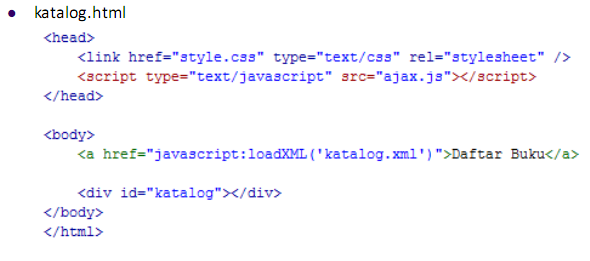 • katalog.html
<head>
<link href="style.css" type="text/css" rel="stylesheet" />
<script type="text/javascript" src="ajax.js"></script>
</head>
<body>
<a href="javascript:loadXML('katalog.xml')">Daftar Buku</a>
<div id="katalog"></div>
</body>
</html>